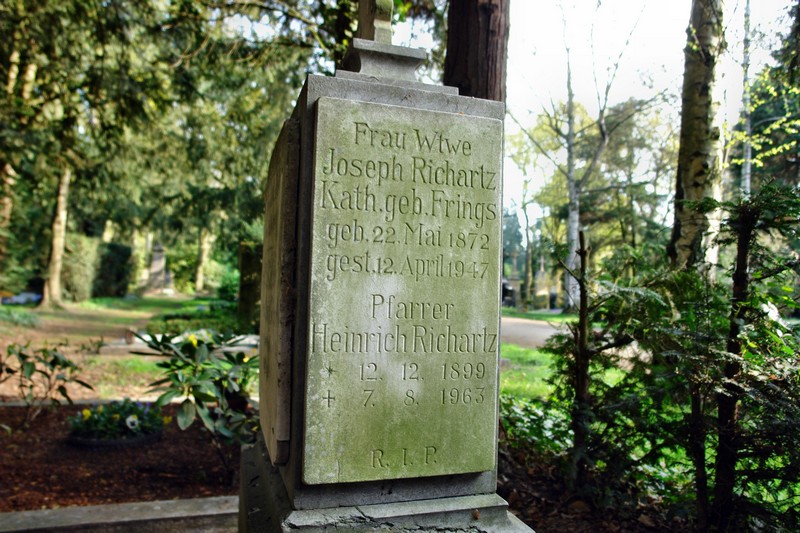 Frau Wtwe
Joseph Richartz
Kath. geb. Frings
geb. 22. Mai 1872
gest. 12. April 1947
Pfarrer
Heinrich Richartz
* 12. 12. 1899
+ 7. 8. 1963
R. I. P.